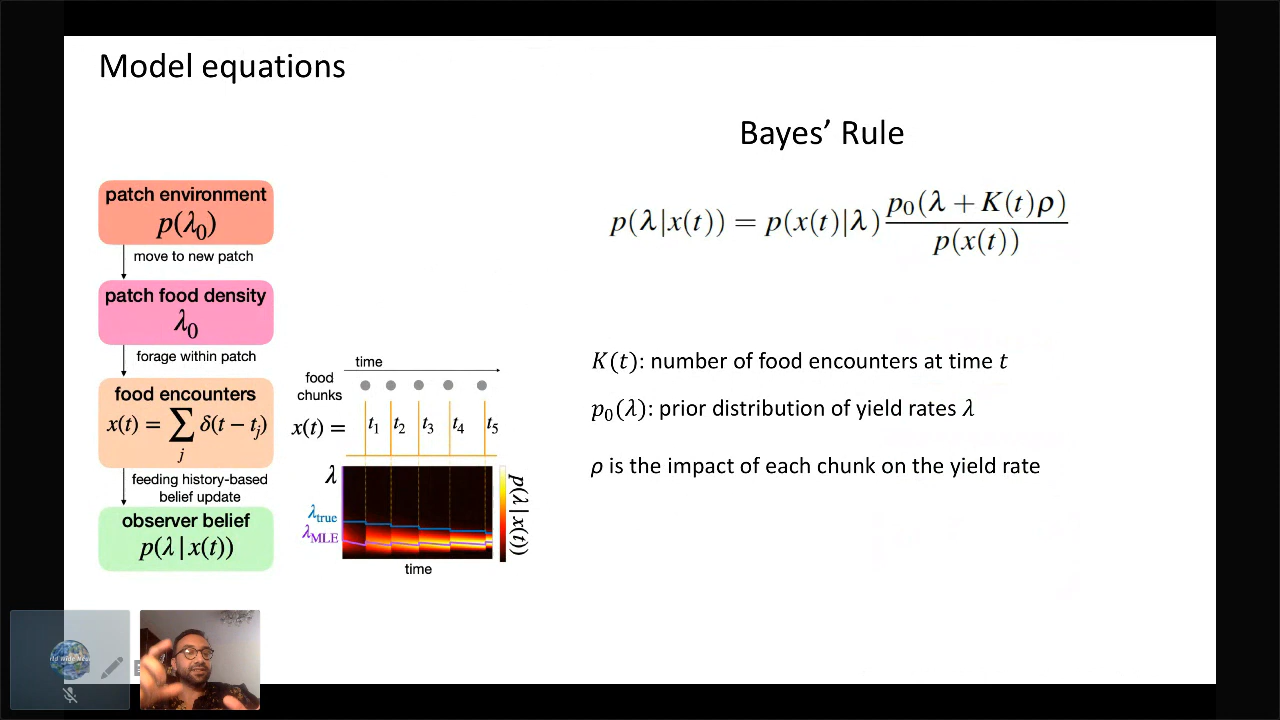 Model equations
Bayes' Rule
p(λ|x(t)) = p(x(t)|λ) p₀(λ + K(t)ρ) / p(x(t))
patch environment
p(λ₀)
move to new patch
patch food density
λ₀
forage within patch
food encounters
x(t) = ∑ⱼ δ(t − tⱼ)
feeding history-based
belief update
observer belief
p(λ | x(t))
time
food
chunks
x(t) =
t₁ t₂ t₃ t₄ t₅
λ
λtrue
λMLE
p(λ | x(t))
time
K(t): number of food encounters at time t
p₀(λ): prior distribution of yield rates λ
ρ is the impact of each chunk on the yield rate